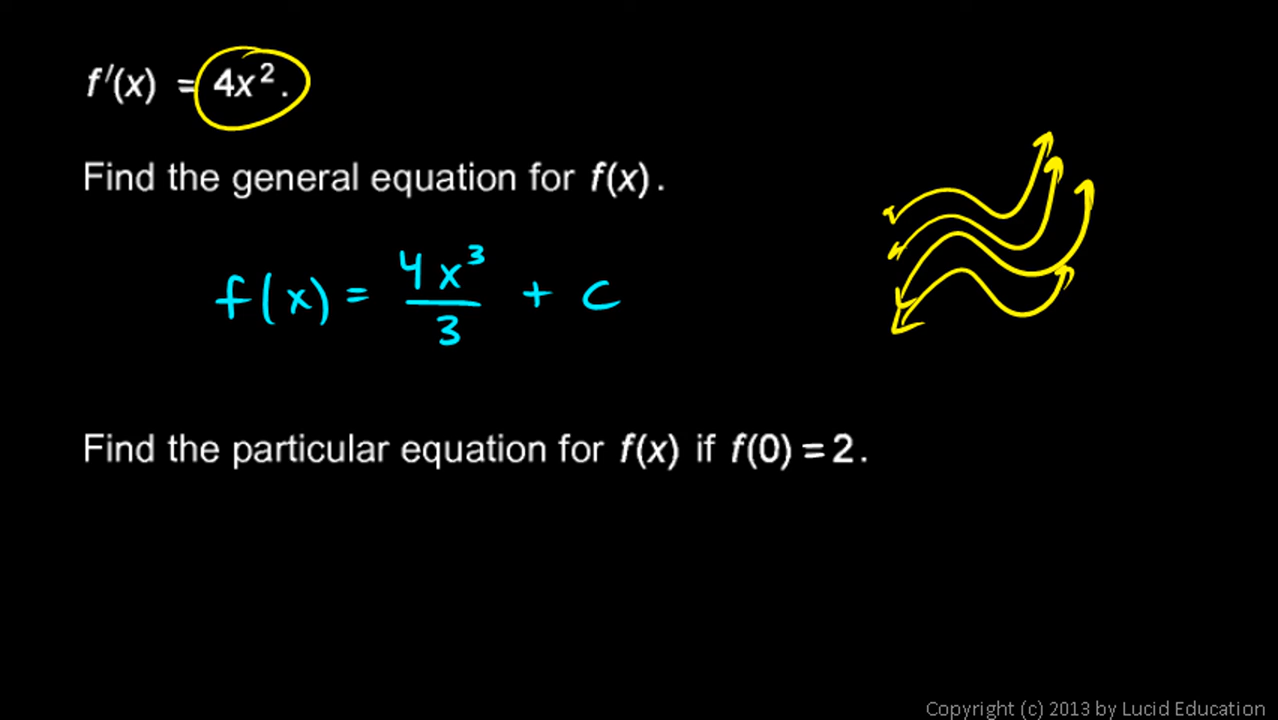 f′(x) = 4x².
Find the general equation for f(x).
f(x) = 4x³/3 + c
Find the particular equation for f(x) if f(0) = 2.
Copyright (c) 2013 by Lucid Education